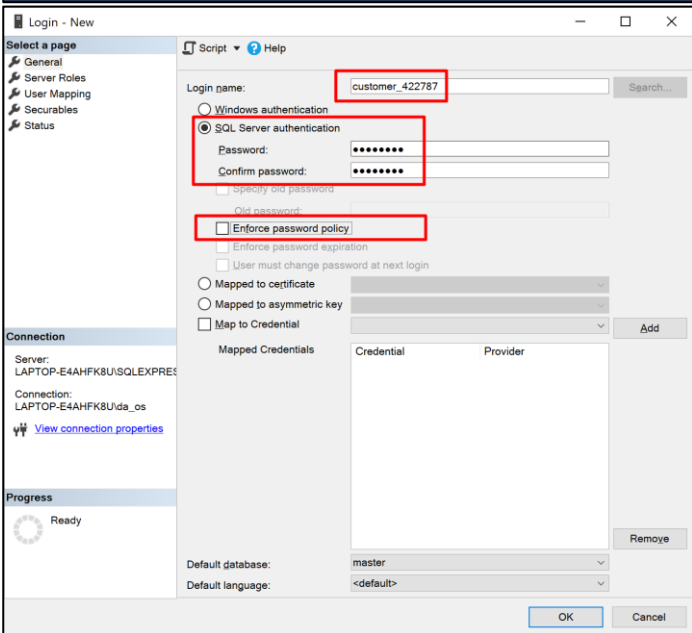 Login - New
Select a page
General
Server Roles
User Mapping
Securables
Status
Script Help
Login name: customer_422787 Search...
Windows authentication
SQL Server authentication
Password: ●●●●●●●●
Confirm password: ●●●●●●●●
Specify old password
Old password:
Enforce password policy
Enforce password expiration
User must change password at next login
Mapped to certificate
Mapped to asymmetric key
Map to Credential Add
Mapped Credentials Credential Provider
Remove
Default database: master
Default language: <default>
Connection
Server:
LAPTOP-E4AHFK8U\SQLEXPRES
Connection:
LAPTOP-E4AHFK8U\da_os
View connection properties
Progress
Ready
OK Cancel